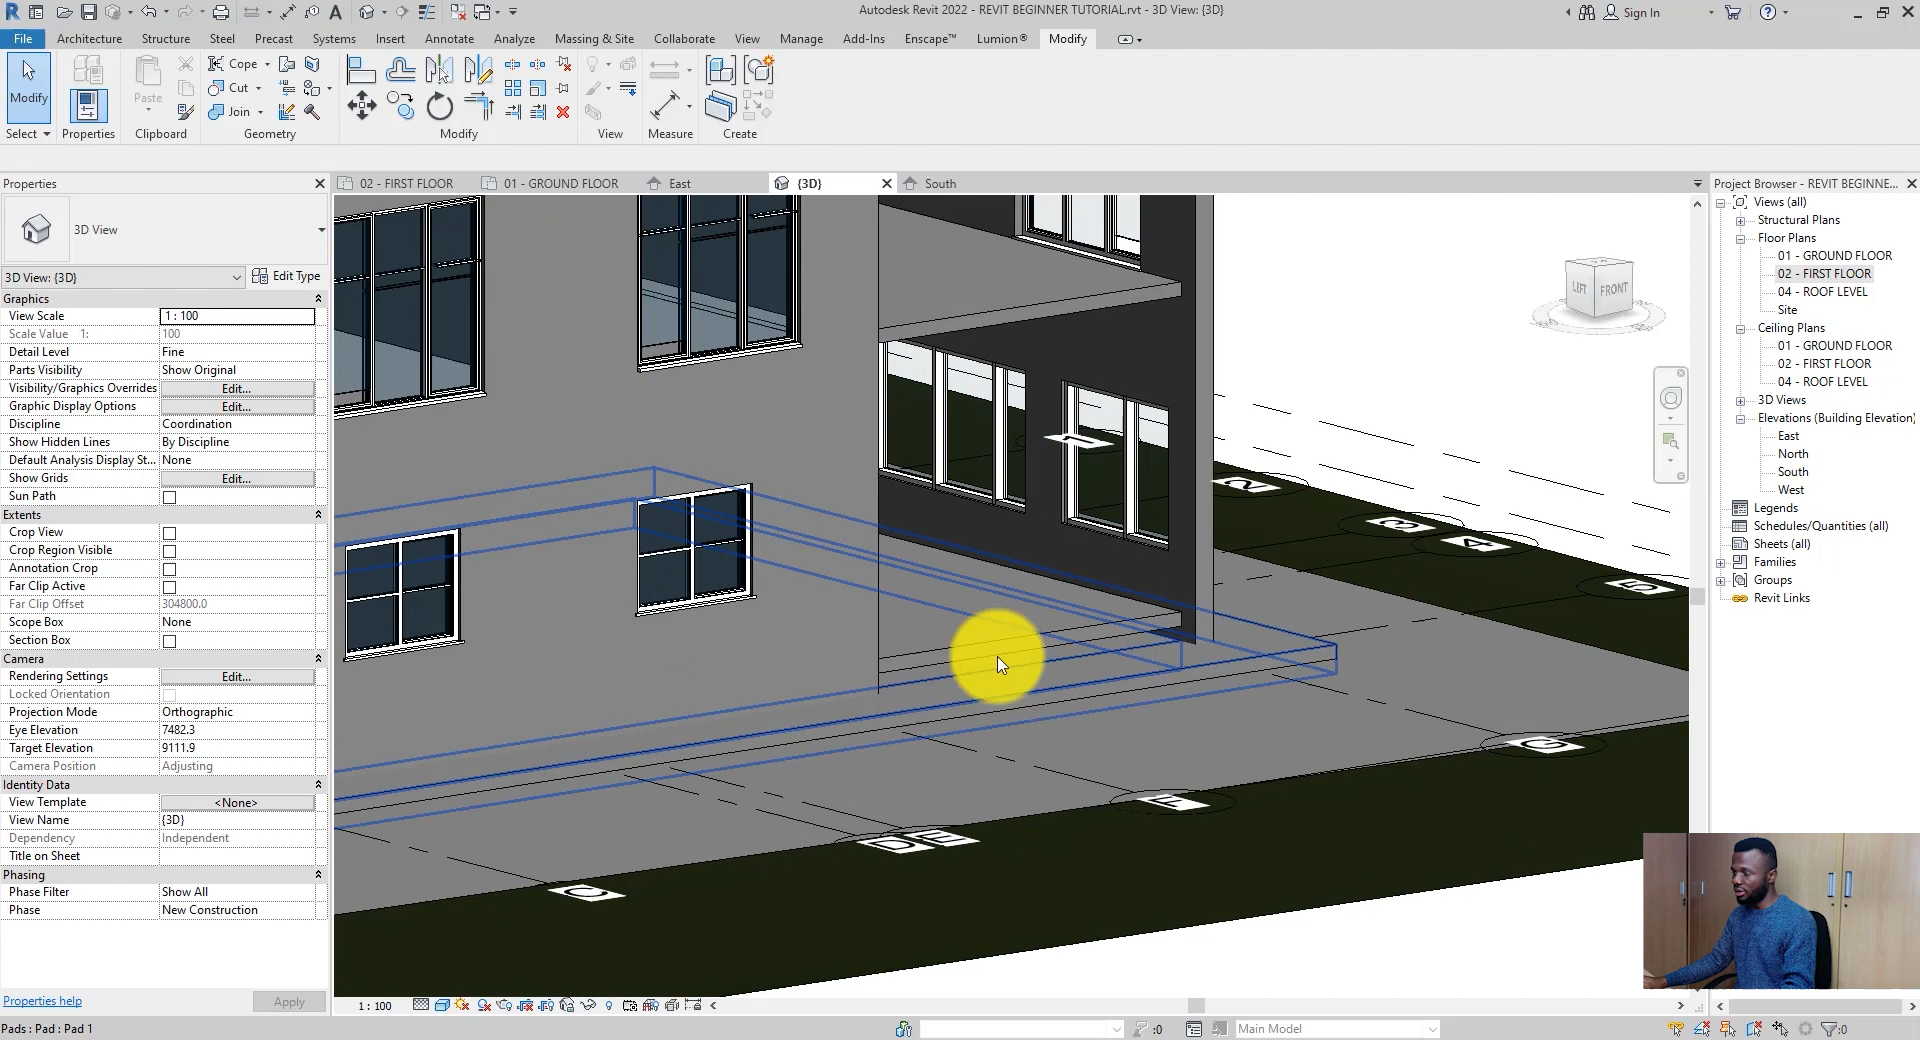 Autodesk Revit 2022 - REVIT BEGINNER TUTORIAL.rvt - 3D View: {3D}
Sign In
File Architecture Structure Steel Precast Systems Insert Annotate Analyze Massing & Site Collaborate View Manage Add-Ins Enscape™ Lumion® Modify
Modify
Paste
Cope
Cut
Join
Select Properties Clipboard Geometry Modify View Measure Create
Properties
02 - FIRST FLOOR
01 - GROUND FLOOR
East
{3D}
South
Project Browser - REVIT BEGINNE...
3D View
3D View: {3D}
Edit Type
Graphics
View Scale 1 : 100
Scale Value 1: 100
Detail Level Fine
Parts Visibility Show Original
Visibility/Graphics Overrides Edit...
Graphic Display Options Edit...
Discipline Coordination
Show Hidden Lines By Discipline
Default Analysis Display St... None
Show Grids Edit...
Sun Path
Extents
Crop View
Crop Region Visible
Annotation Crop
Far Clip Active
Far Clip Offset 304800.0
Scope Box None
Section Box
Camera
Rendering Settings Edit...
Locked Orientation
Projection Mode Orthographic
Eye Elevation 7482.3
Target Elevation 9111.9
Camera Position Adjusting
Identity Data
View Template <None>
View Name {3D}
Dependency Independent
Title on Sheet
Phasing
Phase Filter Show All
Phase New Construction
Properties help
Apply
LEFT
FRONT
1
2
3
4
5
G
F
E
D
C
Views (all)
Structural Plans
Floor Plans
01 - GROUND FLOOR
02 - FIRST FLOOR
04 - ROOF LEVEL
Site
Ceiling Plans
01 - GROUND FLOOR
02 - FIRST FLOOR
04 - ROOF LEVEL
3D Views
Elevations (Building Elevation)
East
North
South
West
Legends
Schedules/Quantities (all)
Sheets (all)
Families
Groups
Revit Links
1 : 100
Pads : Pad : Pad 1
:0
Main Model
:0